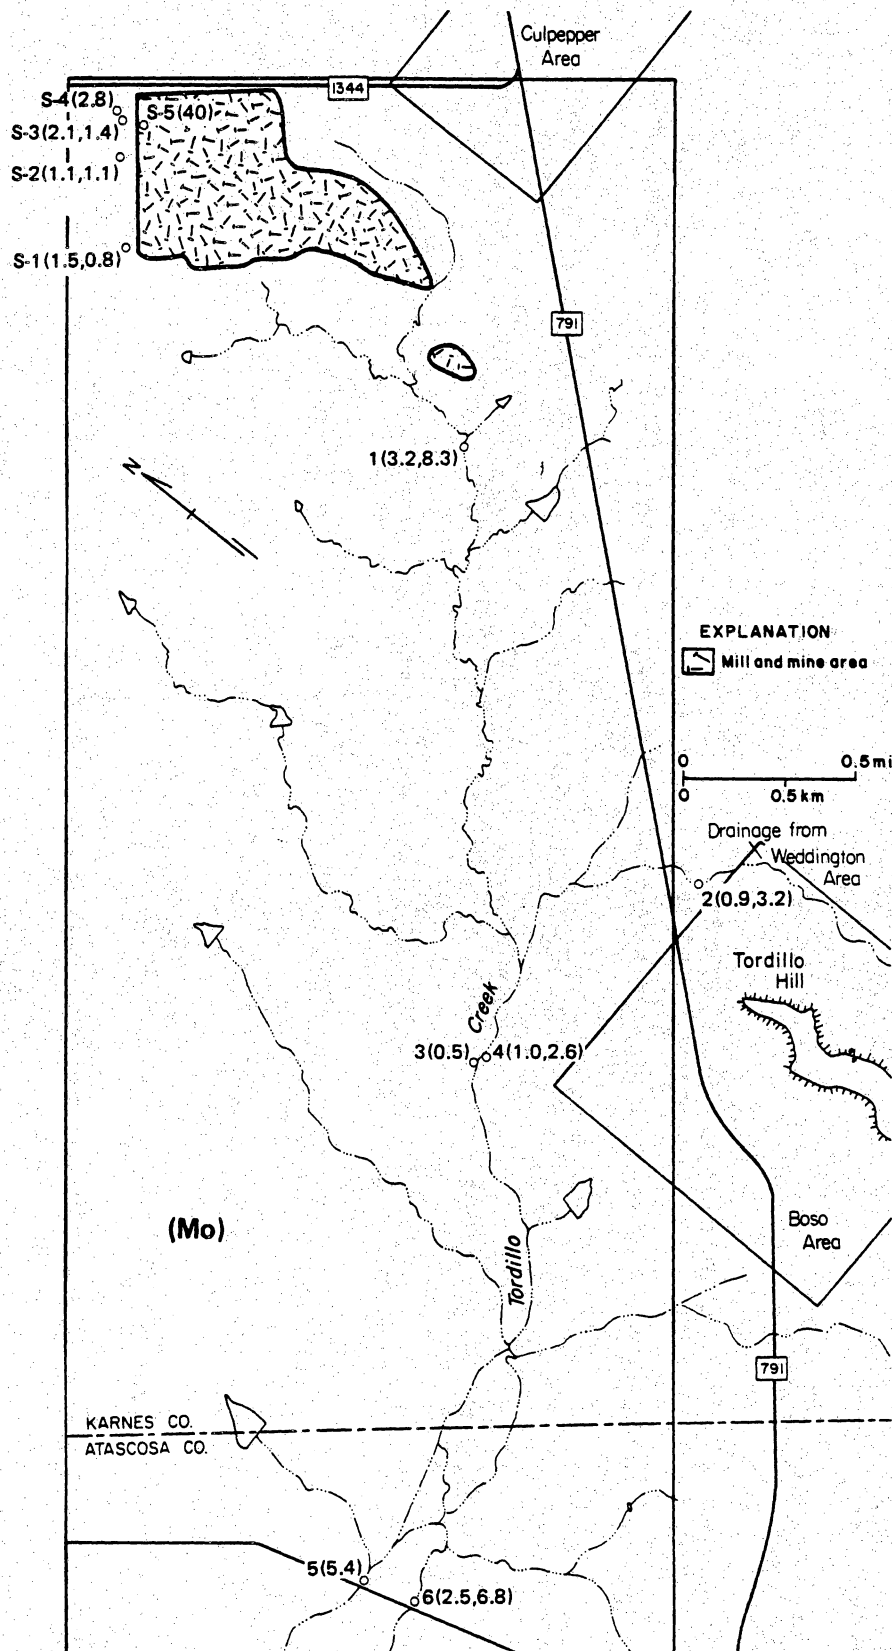 Culpepper
Area
1344
S-4(2.8)
S-5(40)
S-3(2.1,1.4)
S-2(1.1,1.1)
S-1(1.5,0.8)
791
1(3.2,8.3)
N
EXPLANATION
Mill and mine area
0 0.5 mi
0 0.5 km
Drainage from
Weddington
Area
2(0.9,3.2)
Tordillo
Hill
Creek
3(0.5) 4(1.0,2.6)
(Mo)
Boso
Area
Tordillo
791
KARNES CO.
ATASCOSA CO.
5(5.4)
6(2.5,6.8)